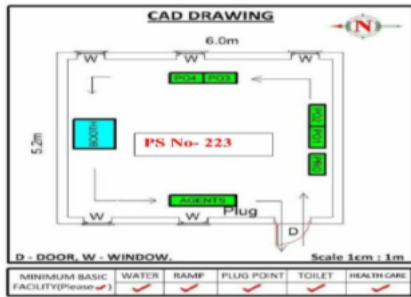 CAD DRAWING
N
6.0m
W W W
PO4 PO3
5.2m
BOOTH
PS No- 223
PO2
PO1
PRO
AGENTS
Plug
W W
D
D - DOOR, W - WINDOW.
Scale 1cm : 1m
MINIMUM BASIC FACILITY(Please✓) WATER RAMP PLUG POINT TOILET HEALTH CARE